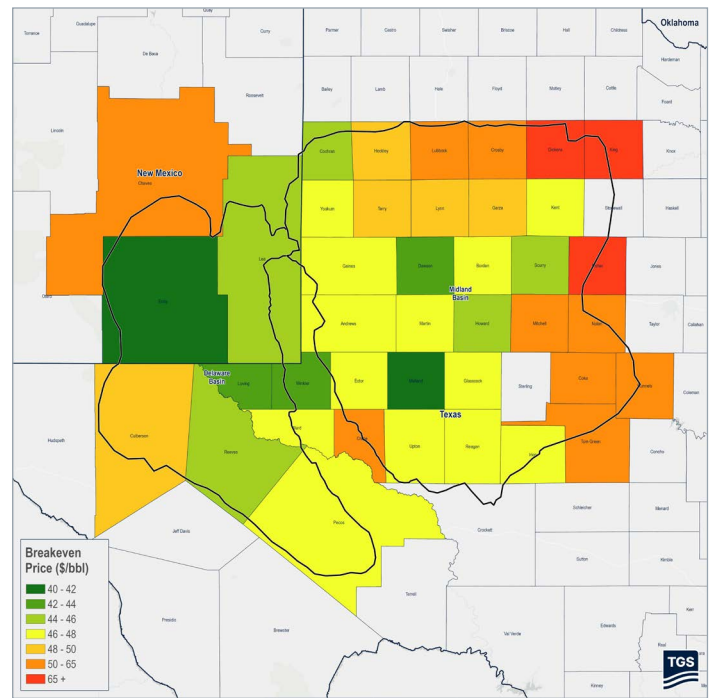 Quay
Oklahoma
Torrance
Guadalupe
De Baca
Curry
Roosevelt
Parmer
Castro
Swisher
Briscoe
Hall
Childress
Hardeman
Bailey
Lamb
Hale
Floyd
Motley
Cottle
Foard
Lincoln
New Mexico
Chaves
Cochran
Hockley
Lubbock
Crosby
Dickens
King
Knox
Yoakum
Terry
Lynn
Garza
Kent
Stonewall
Haskell
Lea
Gaines
Dawson
Borden
Scurry
Fisher
Jones
Otero
Eddy
Midland
Basin
Andrews
Martin
Howard
Mitchell
Nolan
Taylor
Callahan
Delaware
Basin
Loving
Winkler
Ector
Midland
Glasscock
Sterling
Coke
Runnels
Coleman
Texas
Hudspeth
Culberson
Reeves
Ward
Crane
Upton
Reagan
Irion
Tom Green
Concho
Jeff Davis
Pecos
Crockett
Schleicher
Menard
Sutton
Kimble
Presidio
Brewster
Terrell
Val Verde
Edwards
Kerr
Real
Kinney
Breakeven
Price ($/bbl)
40 - 42
42 - 44
44 - 46
46 - 48
48 - 50
50 - 65
65 +
TGS